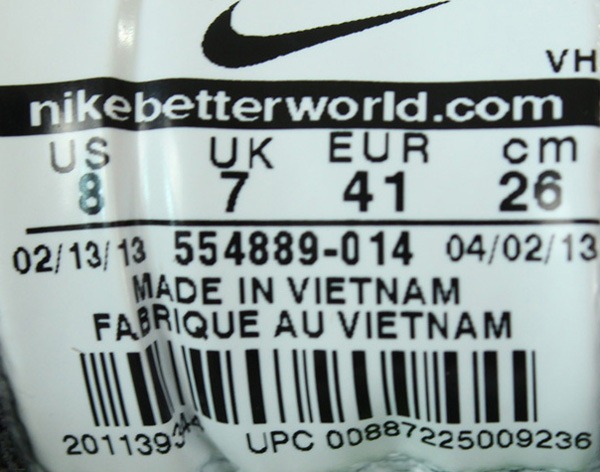 VH
nikebetterworld.com
US UK EUR cm
8 7 41 26
02/13/13 554889-014 04/02/13
MADE IN VIETNAM
FABRIQUE AU VIETNAM
UPC 00887225009236